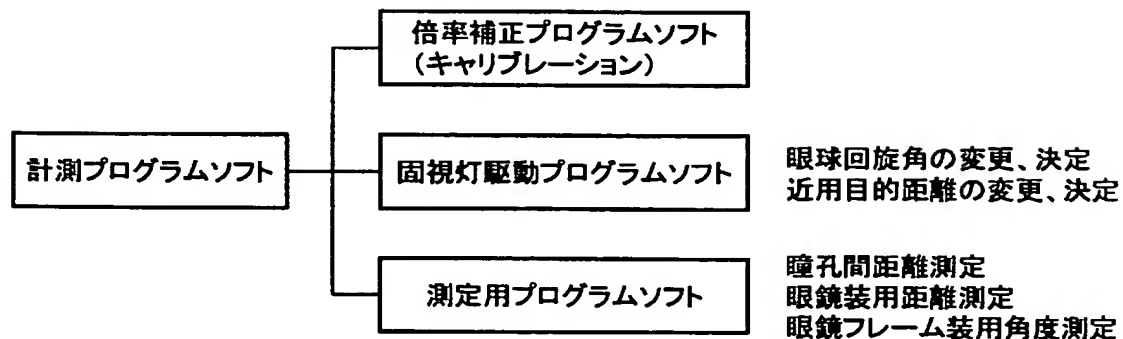 倍率補正プログラムソフト
(キャリブレーション)
計測プログラムソフト
固視灯駆動プログラムソフト
眼球回旋角の変更、決定
近用目的距離の変更、決定
測定用プログラムソフト
瞳孔間距離測定
眼鏡装用距離測定
眼鏡フレーム装用角度測定